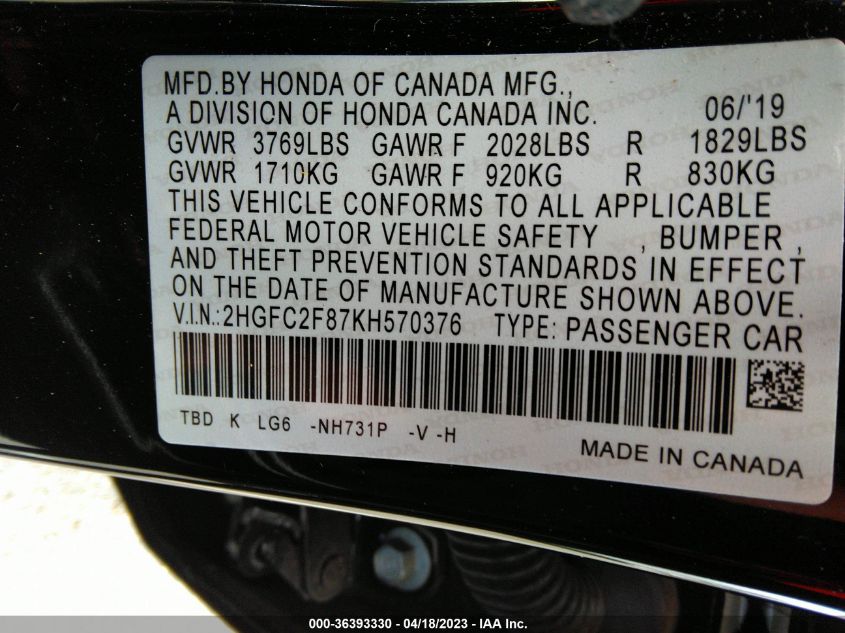 MFD.BY HONDA OF CANADA MFG.,
A DIVISION OF HONDA CANADA INC. 06/'19
GVWR 3769LBS GAWR F 2028LBS R 1829LBS
GVWR 1710KG GAWR F 920KG R 830KG
THIS VEHICLE CONFORMS TO ALL APPLICABLE
FEDERAL MOTOR VEHICLE SAFETY , BUMPER ,
AND THEFT PREVENTION STANDARDS IN EFFECT
ON THE DATE OF MANUFACTURE SHOWN ABOVE.
V.I.N.:2HGFC2F87KH570376 TYPE: PASSENGER CAR
TBD K LG6 -NH731P -V -H
MADE IN CANADA
000-36393330 - 04/18/2023 - IAA Inc.